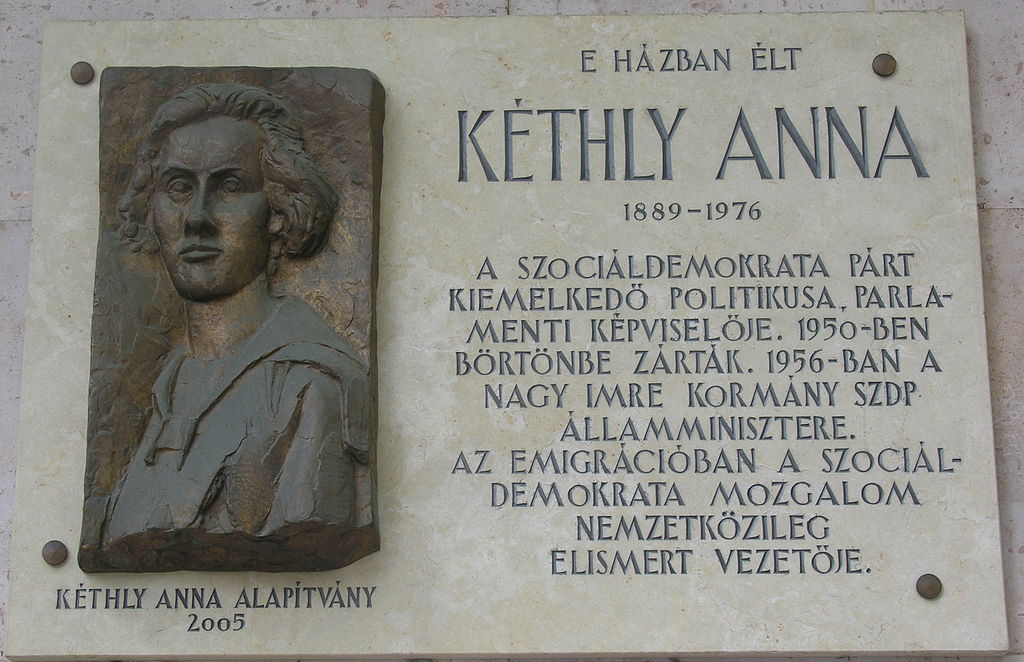 E HÁZBAN ÉLT
KÉTHLY ANNA
1889–1976
A SZOCIÁLDEMOKRATA PÁRT
KIEMELKEDŐ POLITIKUSA, PARLA-
MENTI KÉPVISELŐJE. 1950-BEN
BÖRTÖNBE ZÁRTÁK. 1956-BAN A
NAGY IMRE KORMÁNY SZDP
ÁLLAMMINISZTERE.
AZ EMIGRÁCIÓBAN A SZOCIÁL-
DEMOKRATA MOZGALOM
NEMZETKÖZILEG
ELISMERT VEZETŐJE.
KÉTHLY ANNA ALAPÍTVÁNY
2005